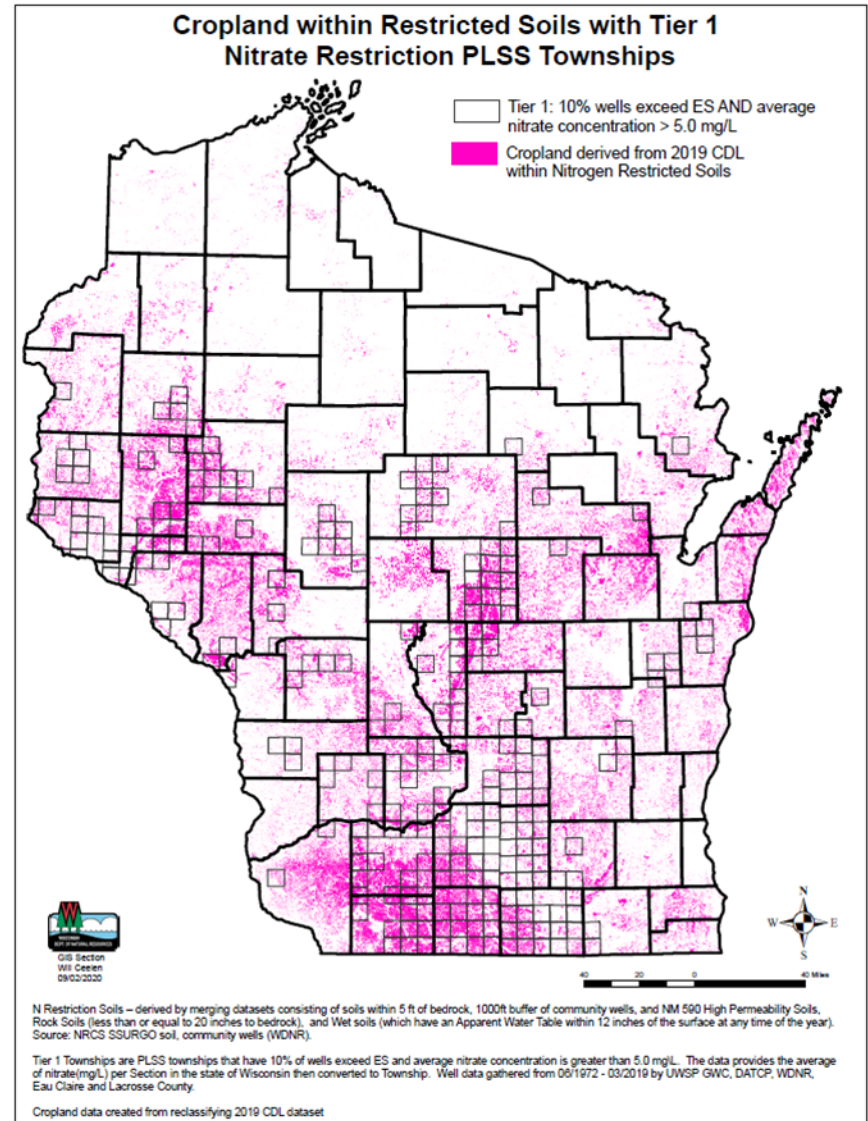 Cropland within Restricted Soils with Tier 1
Nitrate Restriction PLSS Townships
Tier 1: 10% wells exceed ES AND average
nitrate concentration > 5.0 mg/L
Cropland derived from 2019 CDL
within Nitrogen Restricted Soils
N
W E
S
WISCONSIN
DEPT. OF NATURAL RESOURCES
GIS Section
Will Ceelen
09/02/2020
40 20 0 40 Miles
N Restriction Soils – derived by merging datasets consisting of soils within 5 ft of bedrock, 1000ft buffer of community wells, and NM 590 High Permeability Soils,
Rock Soils (less than or equal to 20 inches to bedrock), and Wet soils (which have an Apparent Water Table within 12 inches of the surface at any time of the year).
Source: NRCS SSURGO soil, community wells (WDNR).
Tier 1 Townships are PLSS townships that have 10% of wells exceed ES and average nitrate concentration is greater than 5.0 mg\L. The data provides the average
of nitrate(mg/L) per Section in the state of Wisconsin then converted to Township. Well data gathered from 06/1972 - 03/2019 by UWSP GWC, DATCP, WDNR,
Eau Claire and Lacrosse County.
Cropland data created from reclassifying 2019 CDL dataset